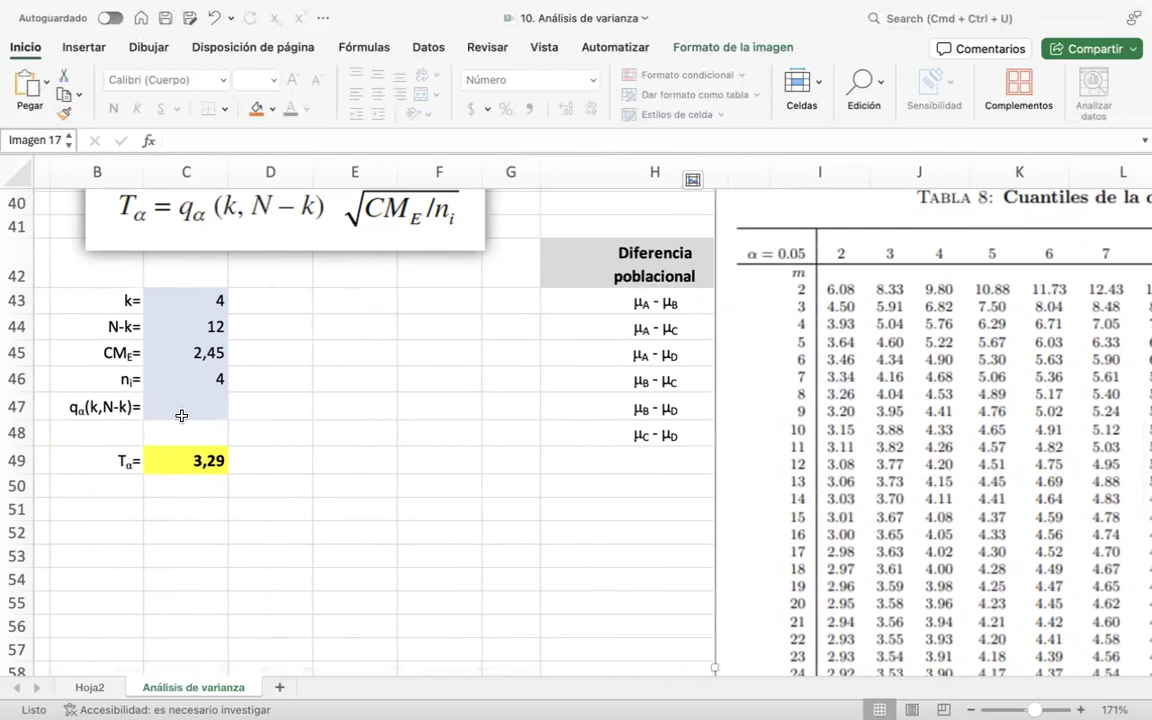 Autoguardado
10. Análisis de varianza
Search (Cmd + Ctrl + U)
Inicio Insertar Dibujar Disposición de página Fórmulas Datos Revisar Vista Automatizar Formato de la imagen Comentarios Compartir
Pegar
Calibri (Cuerpo)
N K S
Número
Formato condicional
Dar formato como tabla
Estilos de celda
Celdas
Edición
Sensibilidad
Complementos
Analizar datos
Imagen 17 fx
B C D E F G H I J K L
40
Tα = qα (k, N – k) √CM_E /n_i
TABLA 8: Cuantiles de la
41
42 Diferencia poblacional
43 k= 4 μA - μB
44 N-k= 12 μA - μC
45 CME= 2,45 μA - μD
46 ni= 4 μB - μC
47 qα(k,N-k)= μB - μD
48 μC - μD
49 Tα= 3,29
50
51
52
53
54
55
56
57
58
α = 0.05 2 3 4 5 6 7
m
2 6.08 8.33 9.80 10.88 11.73 12.43
3 4.50 5.91 6.82 7.50 8.04 8.48
4 3.93 5.04 5.76 6.29 6.71 7.05
5 3.64 4.60 5.22 5.67 6.03 6.33
6 3.46 4.34 4.90 5.30 5.63 5.90
7 3.34 4.16 4.68 5.06 5.36 5.61
8 3.26 4.04 4.53 4.89 5.17 5.40
9 3.20 3.95 4.41 4.76 5.02 5.24
10 3.15 3.88 4.33 4.65 4.91 5.12
11 3.11 3.82 4.26 4.57 4.82 5.03
12 3.08 3.77 4.20 4.51 4.75 4.95
13 3.06 3.73 4.15 4.45 4.69 4.88
14 3.03 3.70 4.11 4.41 4.64 4.83
15 3.01 3.67 4.08 4.37 4.59 4.78
16 3.00 3.65 4.05 4.33 4.56 4.74
17 2.98 3.63 4.02 4.30 4.52 4.70
18 2.97 3.61 4.00 4.28 4.49 4.67
19 2.96 3.59 3.98 4.25 4.47 4.65
20 2.95 3.58 3.96 4.23 4.45 4.62
21 2.94 3.56 3.94 4.21 4.42 4.60
22 2.93 3.55 3.93 4.20 4.41 4.58
23 2.93 3.54 3.91 4.18 4.39 4.56
24 2.92 3.53 3.90 4.17 4.37 4.54
Hoja2 Análisis de varianza
Listo Accesibilidad: es necesario investigar 171%